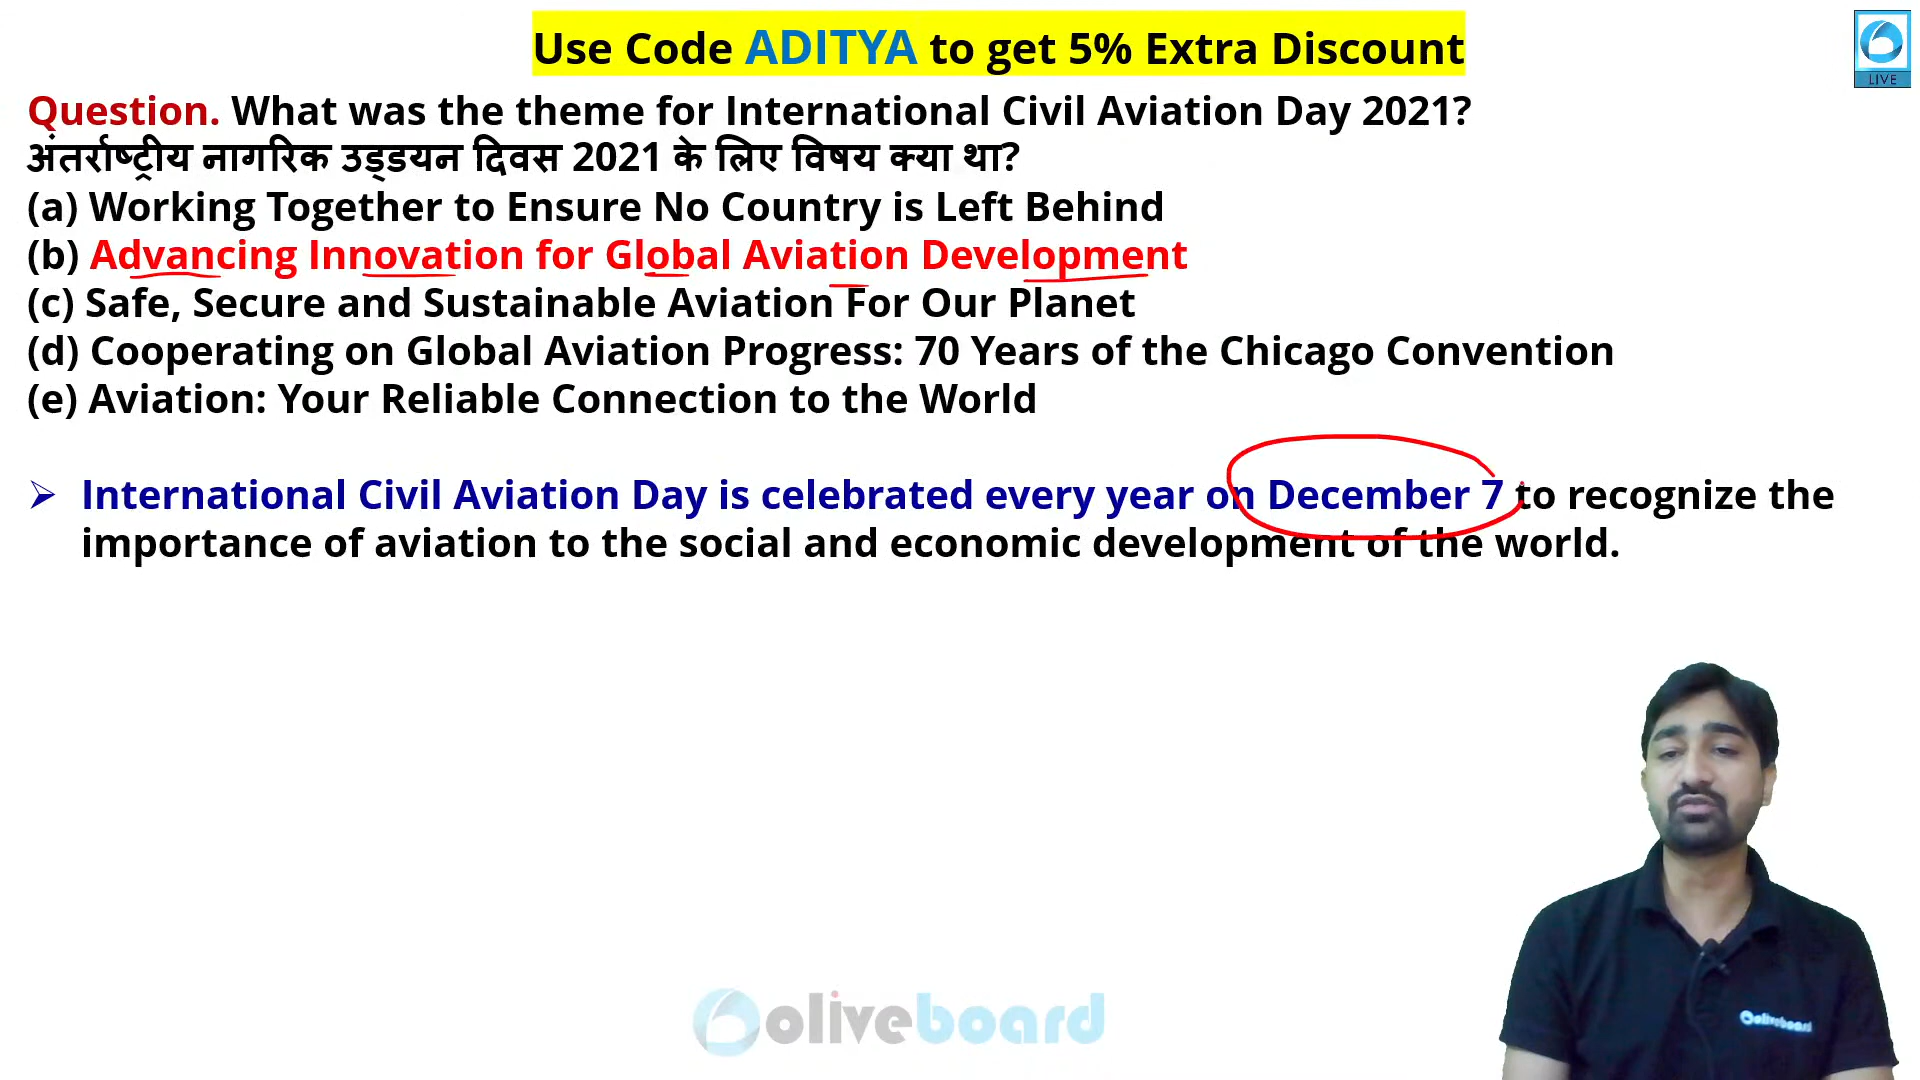 Use Code ADITYA to get 5% Extra Discount
LIVE
Question. What was the theme for International Civil Aviation Day 2021?
अंतर्राष्ट्रीय नागरिक उड्डयन दिवस 2021 के लिए विषय क्या था?
(a) Working Together to Ensure No Country is Left Behind
(b) Advancing Innovation for Global Aviation Development
(c) Safe, Secure and Sustainable Aviation For Our Planet
(d) Cooperating on Global Aviation Progress: 70 Years of the Chicago Convention
(e) Aviation: Your Reliable Connection to the World
➢ International Civil Aviation Day is celebrated every year on December 7 to recognize the
importance of aviation to the social and economic development of the world.
oliveboard
oliveboard